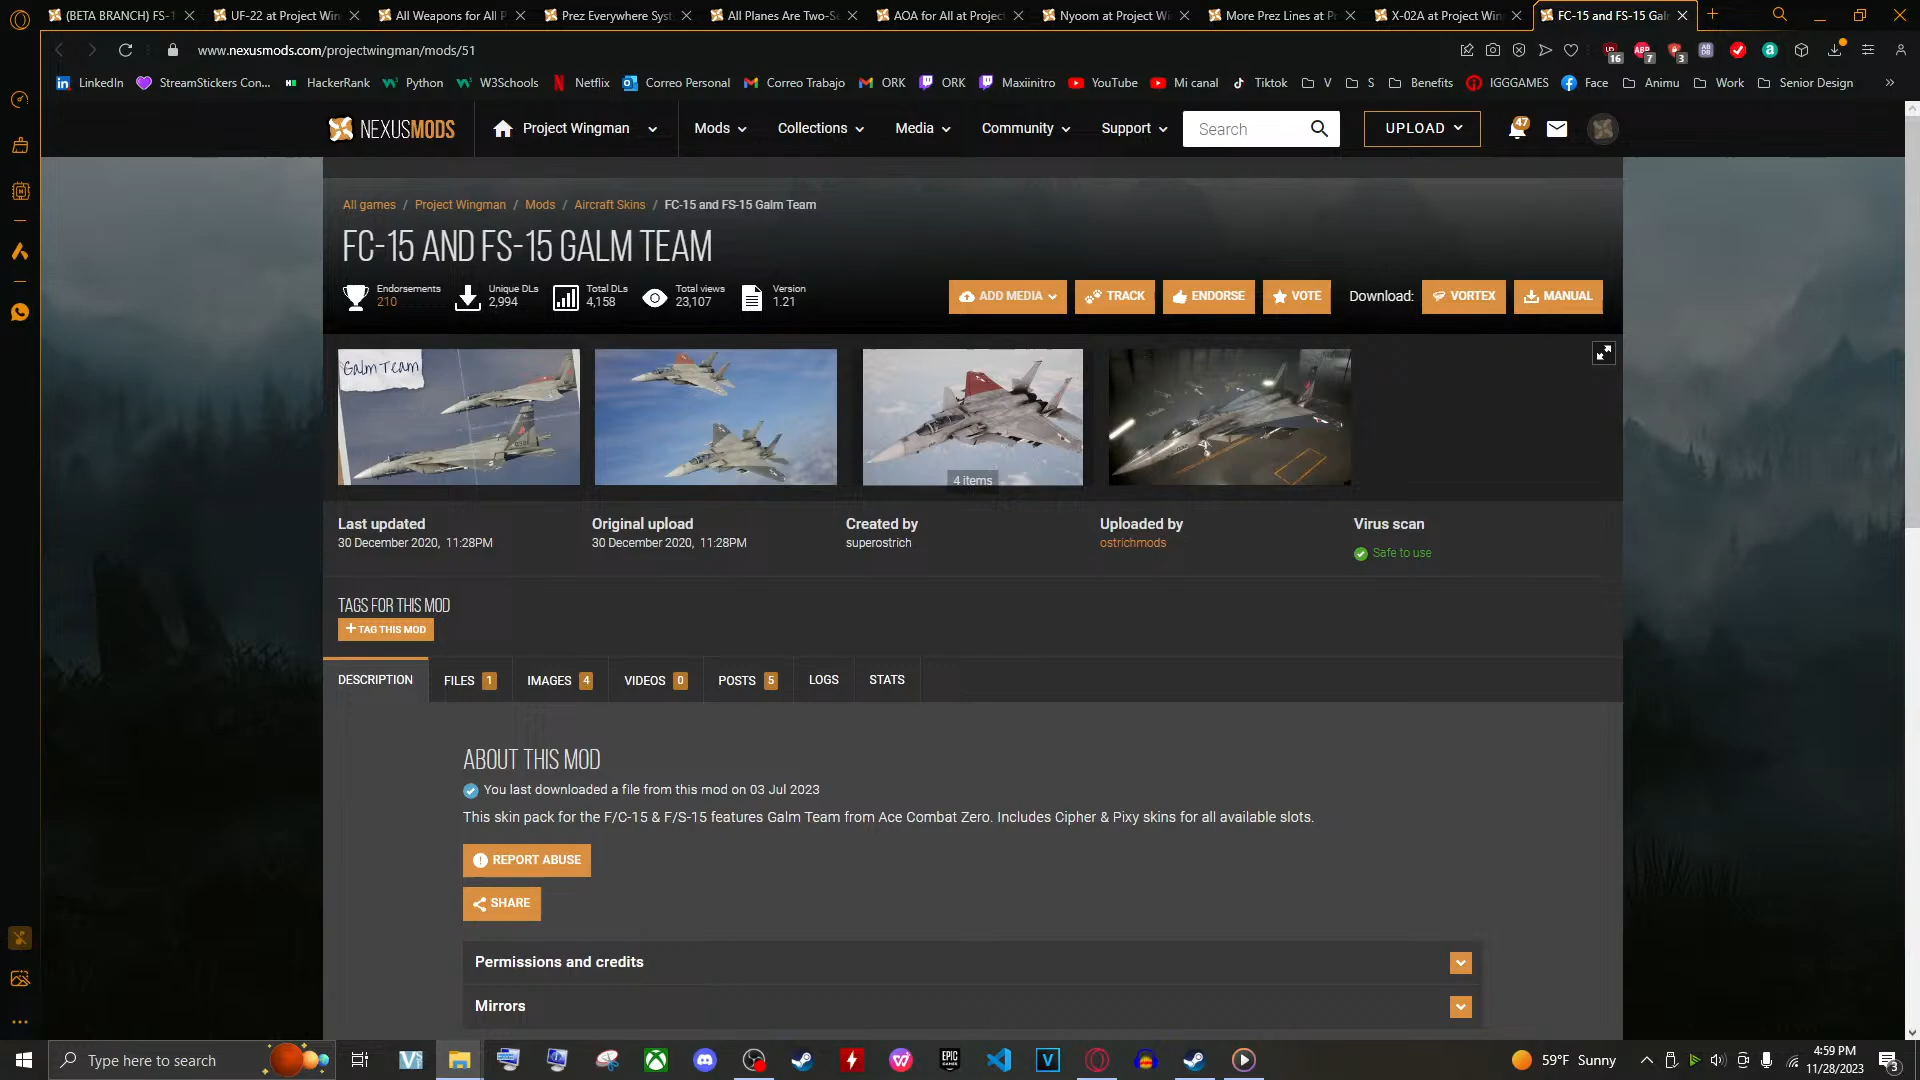 (BETA BRANCH) FS-1
UF-22 at Project Win
All Weapons for All P
Prez Everywhere Syst
All Planes Are Two-Se
AOA for All at Project
Nyoom at Project Wi
More Prez Lines at Pr
X-02A at Project Win
FC-15 and FS-15 Galm
www.nexusmods.com/projectwingman/mods/51
16
7
3
LinkedIn
StreamStickers Con...
HackerRank
Python
W3Schools
Netflix
Correo Personal
Correo Trabajo
ORK
ORK
Maxiinitro
YouTube
Mi canal
Tiktok
V
S
Benefits
IGGGAMES
Face
Animu
Work
Senior Design
NEXUSMODS
Project Wingman
Mods
Collections
Media
Community
Support
Search
UPLOAD
47
All games / Project Wingman / Mods / Aircraft Skins / FC-15 and FS-15 Galm Team
FC-15 AND FS-15 GALM TEAM
Endorsements
210
Unique DLs
2,994
Total DLs
4,158
Total views
23,107
Version
1.21
ADD MEDIA
TRACK
ENDORSE
VOTE
Download:
VORTEX
MANUAL
Galm Team
4 items
Last updated
30 December 2020, 11:28PM
Original upload
30 December 2020, 11:28PM
Created by
superostrich
Uploaded by
ostrichmods
Virus scan
Safe to use
TAGS FOR THIS MOD
+ TAG THIS MOD
DESCRIPTION
FILES 1
IMAGES 4
VIDEOS 0
POSTS 5
LOGS
STATS
ABOUT THIS MOD
You last downloaded a file from this mod on 03 Jul 2023
This skin pack for the F/C-15 & F/S-15 features Galm Team from Ace Combat Zero. Includes Cipher & Pixy skins for all available slots.
REPORT ABUSE
SHARE
Permissions and credits
Mirrors
Type here to search
59°F Sunny
4:59 PM
11/28/2023
3